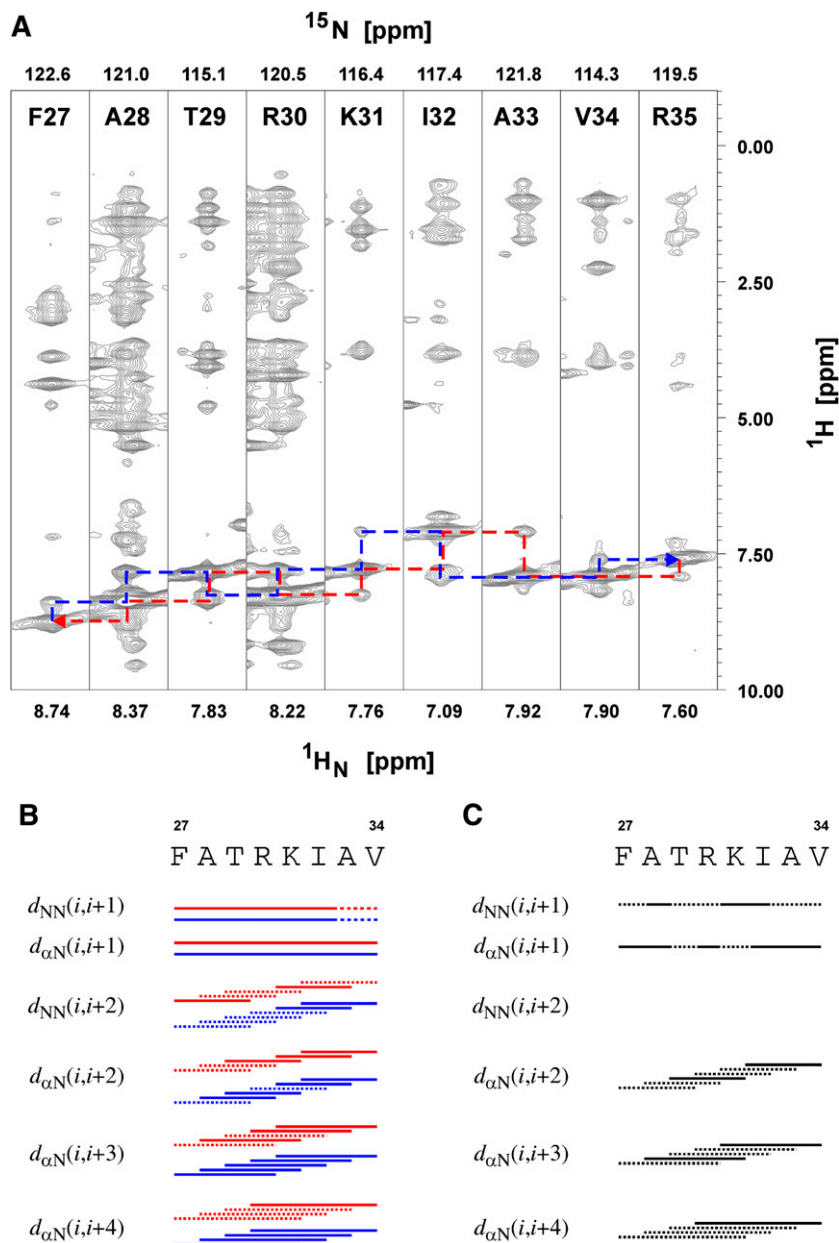 A
15N [ppm]
122.6 121.0 115.1 120.5 116.4 117.4 121.8 114.3 119.5
F27 A28 T29 R30 K31 I32 A33 V34 R35
0.00
2.50
5.00
7.50
10.00
1H [ppm]
8.74 8.37 7.83 8.22 7.76 7.09 7.92 7.90 7.60
1HN [ppm]
B
27 34
F A T R K I A V
dNN(i,i+1)
dαN(i,i+1)
dNN(i,i+2)
dαN(i,i+2)
dαN(i,i+3)
dαN(i,i+4)
C
27 34
F A T R K I A V
dNN(i,i+1)
dαN(i,i+1)
dNN(i,i+2)
dαN(i,i+2)
dαN(i,i+3)
dαN(i,i+4)